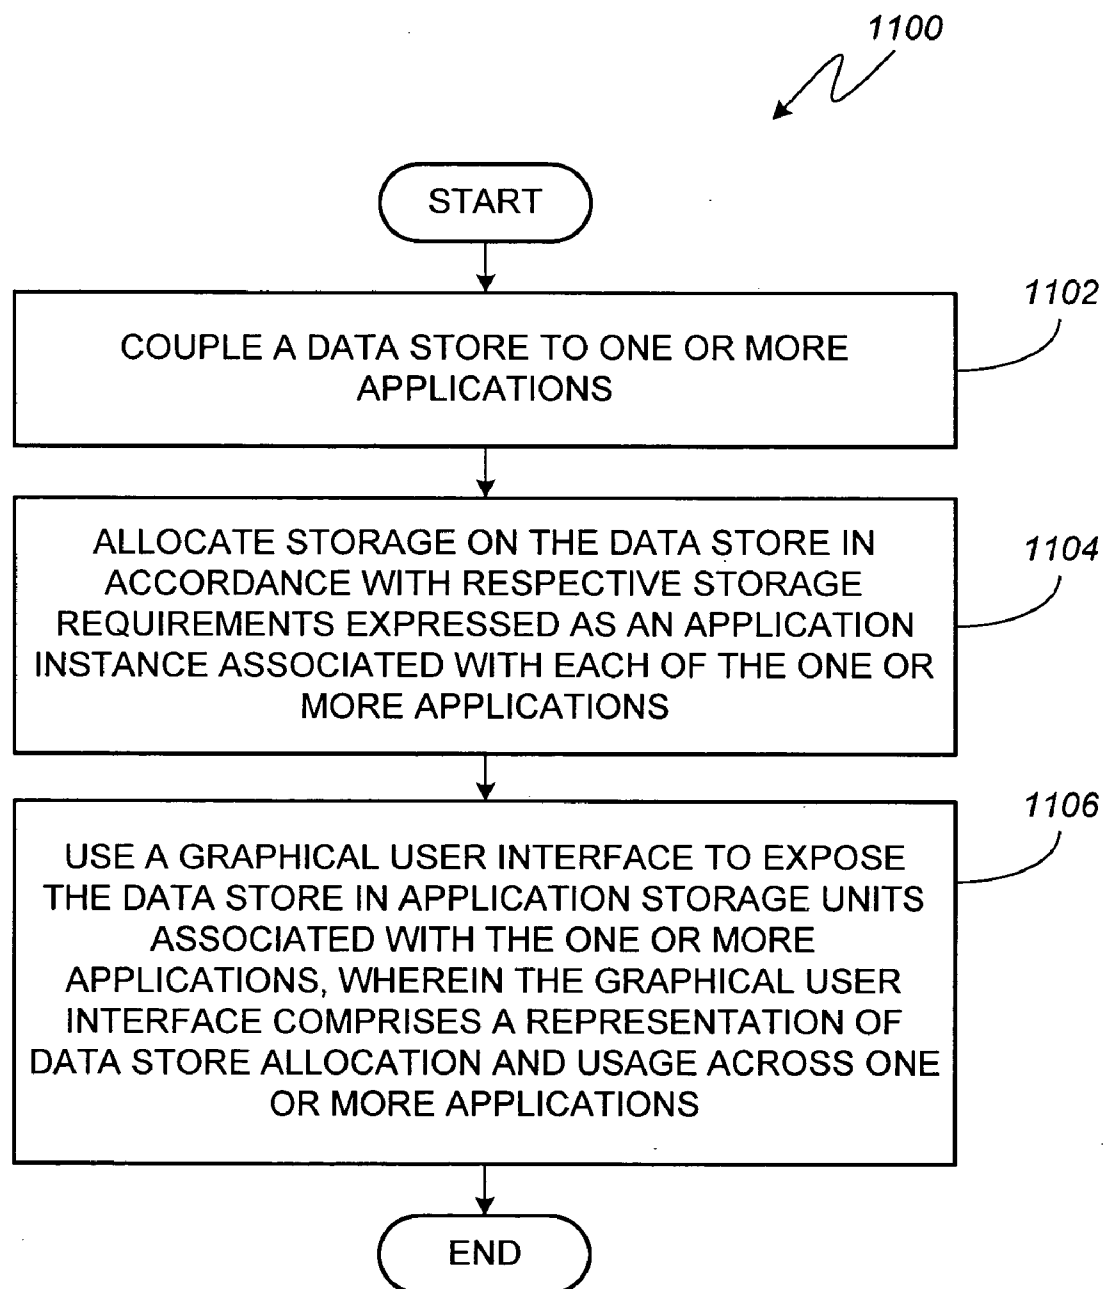 1100
START
1102
COUPLE A DATA STORE TO ONE OR MORE
APPLICATIONS
1104
ALLOCATE STORAGE ON THE DATA STORE IN
ACCORDANCE WITH RESPECTIVE STORAGE
REQUIREMENTS EXPRESSED AS AN APPLICATION
INSTANCE ASSOCIATED WITH EACH OF THE ONE OR
MORE APPLICATIONS
1106
USE A GRAPHICAL USER INTERFACE TO EXPOSE
THE DATA STORE IN APPLICATION STORAGE UNITS
ASSOCIATED WITH THE ONE OR MORE
APPLICATIONS, WHEREIN THE GRAPHICAL USER
INTERFACE COMPRISES A REPRESENTATION OF
DATA STORE ALLOCATION AND USAGE ACROSS ONE
OR MORE APPLICATIONS
END